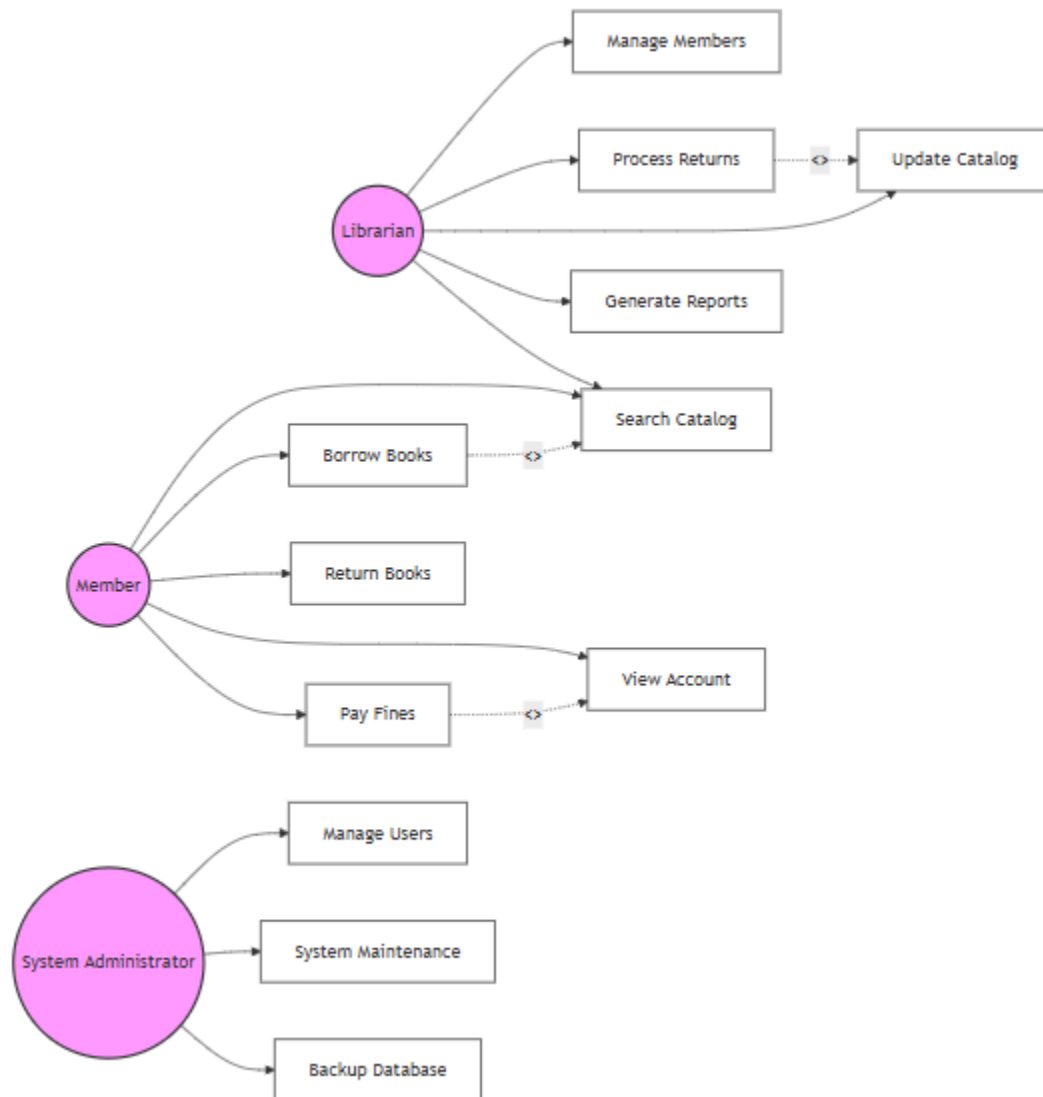 Manage Members
Process Returns
<>
Update Catalog
Librarian
Generate Reports
Search Catalog
Borrow Books
<>
Return Books
Member
View Account
Pay Fines
<>
Manage Users
System Maintenance
System Administrator
Backup Database